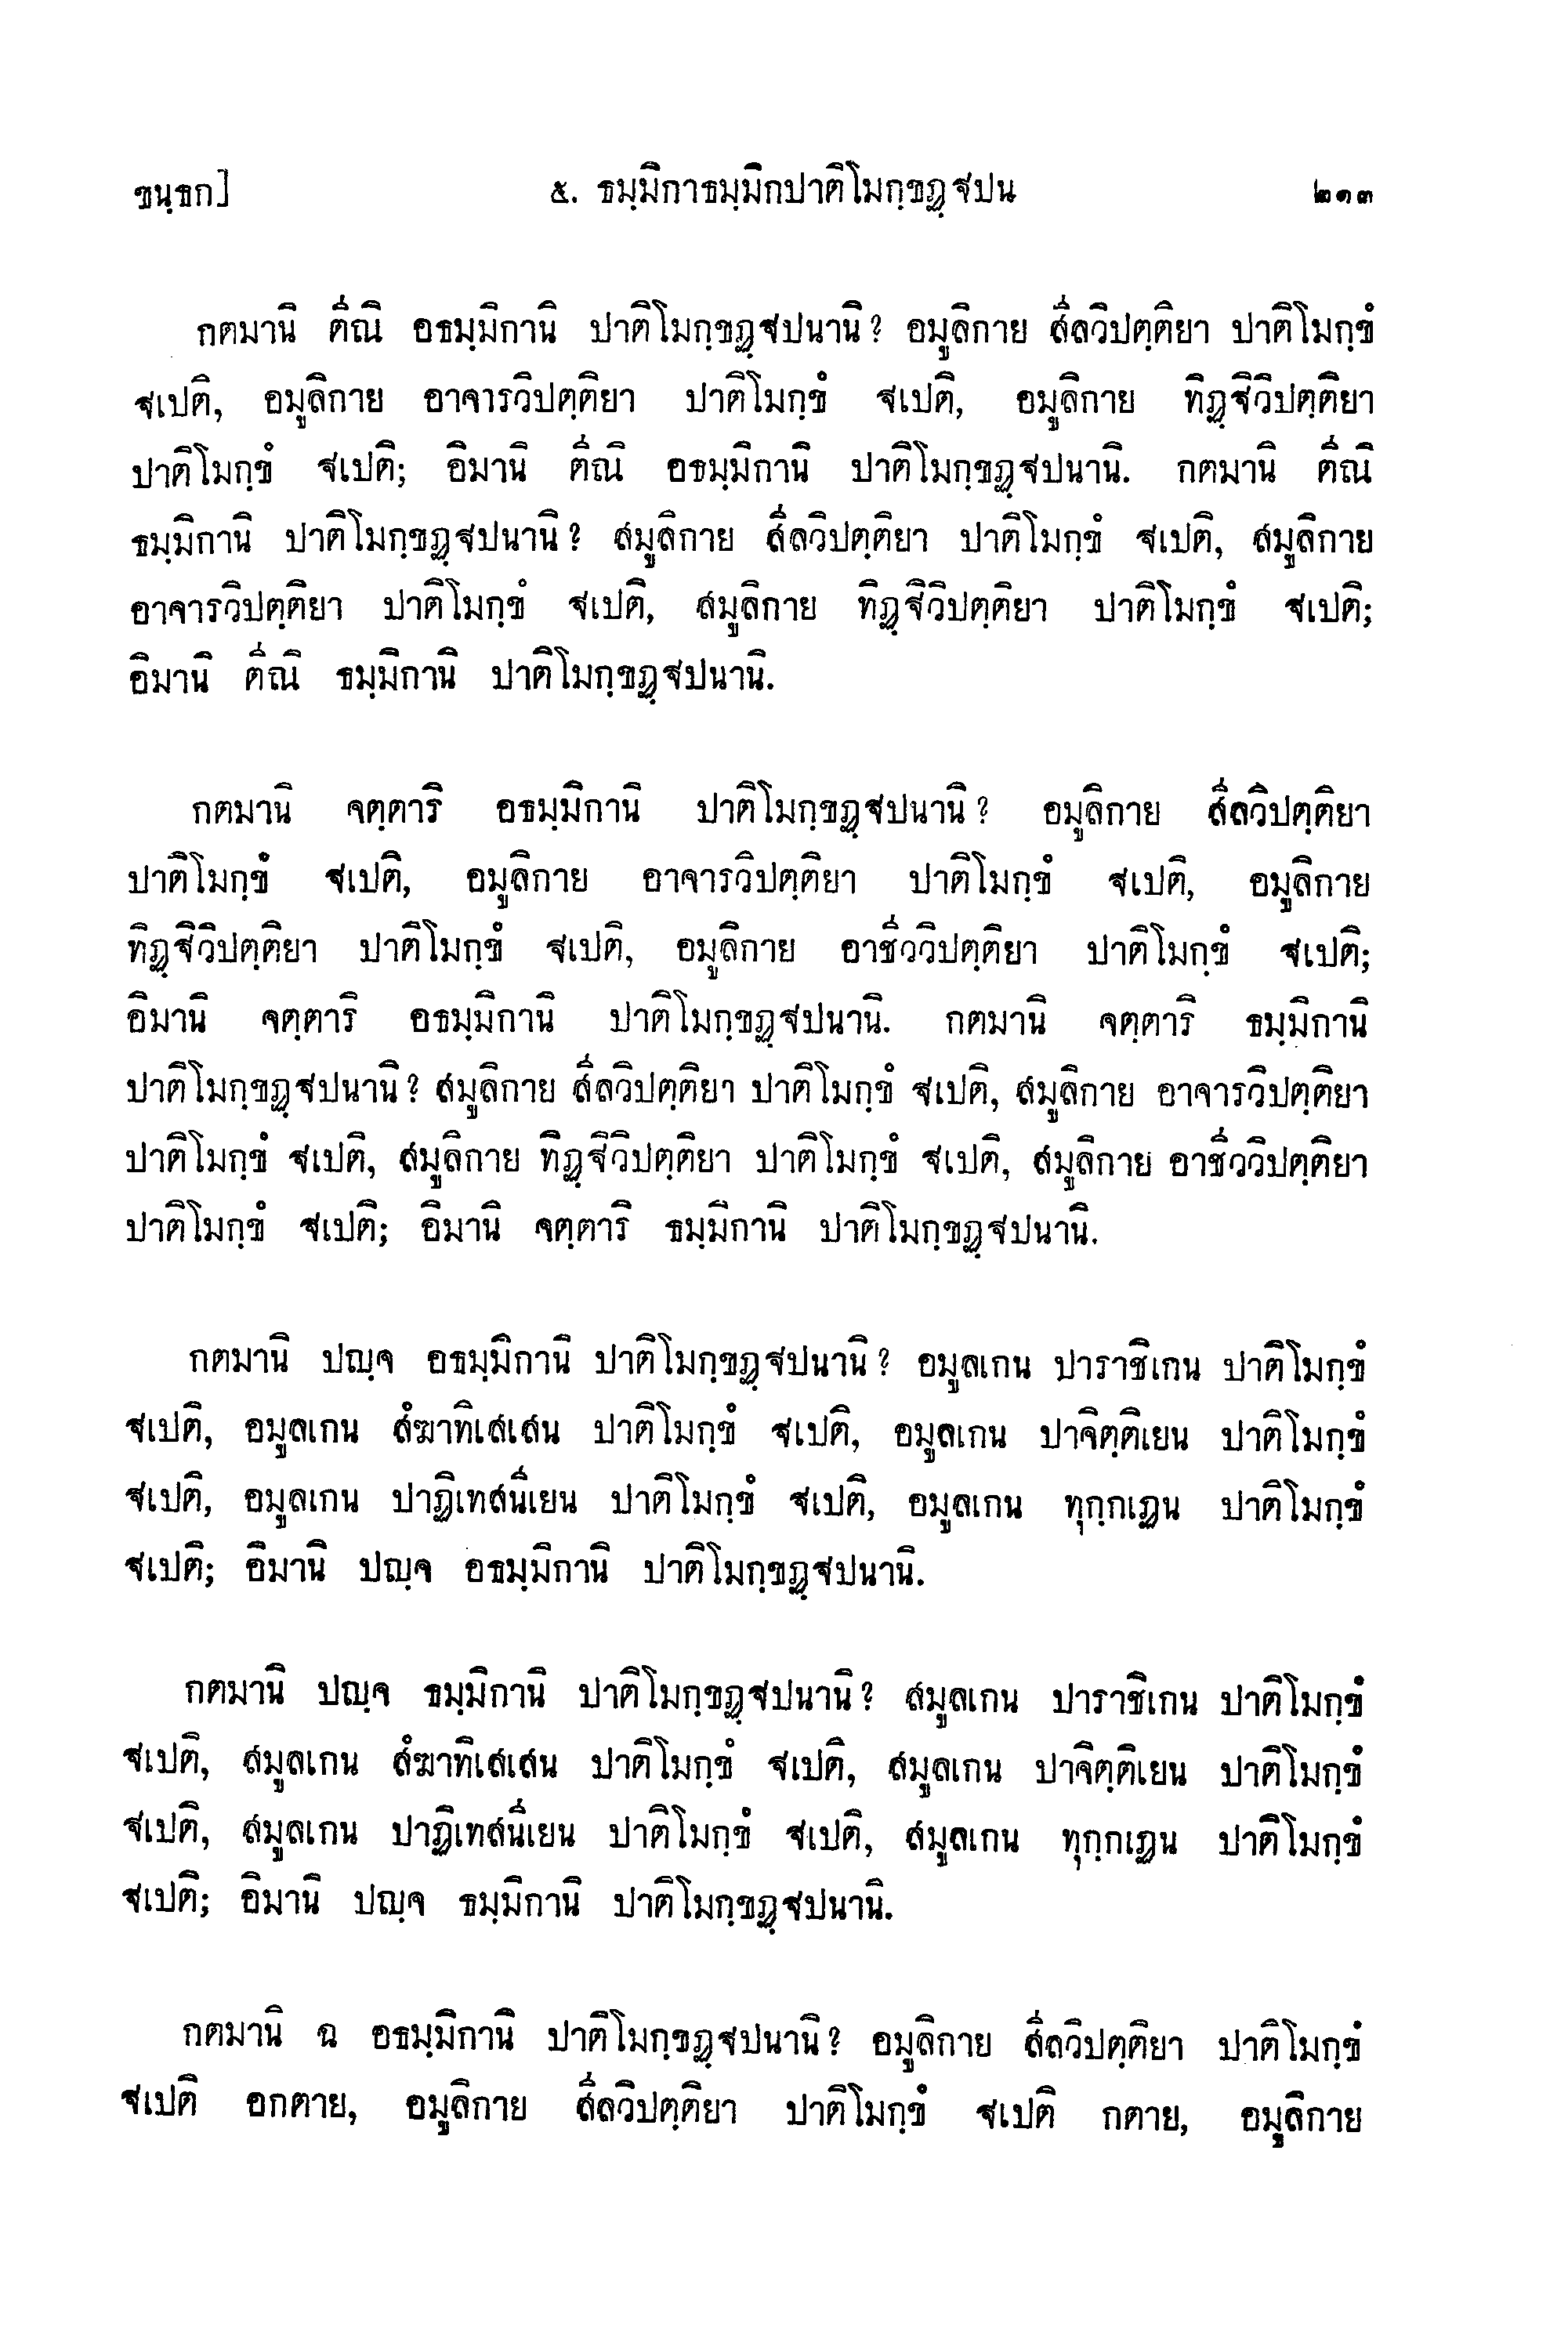 ขนฺธก]	๕. ธมฺมิกาธมฺมิกปาติโมกฺขฏฺฐปน	๒๑๓
กตมานิ ตีณิ อธมฺมิกานิ ปาติโมกฺขฏฺฐปนานิ? อมูลิกาย สีลวิปตฺติยา ปาติโมกฺขํ
ฐเปติ, อมูลิกาย อาจารวิปตฺติยา ปาติโมกฺขํ ฐเปติ, อมูลิกาย ทิฏฺฐิวิปตฺติยา
ปาติโมกฺขํ ฐเปติ; อิมานิ ตีณิ อธมฺมิกานิ ปาติโมกฺขฏฺฐปนานิ. กตมานิ ตีณิ
ธมฺมิกานิ ปาติโมกฺขฏฺฐปนานิ? สมูลิกาย สีลวิปตฺติยา ปาติโมกฺขํ ฐเปติ, สมูลิกาย
อาจารวิปตฺติยา ปาติโมกฺขํ ฐเปติ, สมูลิกาย ทิฏฺฐิวิปตฺติยา ปาติโมกฺขํ ฐเปติ;
อิมานิ ตีณิ ธมฺมิกานิ ปาติโมกฺขฏฺฐปนานิ.
กตมานิ จตฺตาริ อธมฺมิกานิ ปาติโมกฺขฏฺฐปนานิ? อมูลิกาย สีลวิปตฺติยา
ปาติโมกฺขํ ฐเปติ, อมูลิกาย อาจารวิปตฺติยา ปาติโมกฺขํ ฐเปติ, อมูลิกาย
ทิฏฺฐิวิปตฺติยา ปาติโมกฺขํ ฐเปติ, อมูลิกาย อาชีววิปตฺติยา ปาติโมกฺขํ ฐเปติ;
อิมานิ จตฺตาริ อธมฺมิกานิ ปาติโมกฺขฏฺฐปนานิ. กตมานิ จตฺตาริ ธมฺมิกานิ
ปาติโมกฺขฏฺฐปนานิ? สมูลิกาย สีลวิปตฺติยา ปาติโมกฺขํ ฐเปติ, สมูลิกาย อาจารวิปตฺติยา
ปาติโมกฺขํ ฐเปติ, สมูลิกาย ทิฏฺฐิวิปตฺติยา ปาติโมกฺขํ ฐเปติ, สมูลิกาย อาชีววิปตฺติยา
ปาติโมกฺขํ ฐเปติ; อิมานิ จตฺตาริ ธมฺมิกานิ ปาติโมกฺขฏฺฐปนานิ.
กตมานิ ปญฺจ อธมฺมิกานิ ปาติโมกฺขฏฺฐปนานิ? อมูลเกน ปาราชิเกน ปาติโมกฺขํ
ฐเปติ, อมูลเกน สํฆาทิเสเสน ปาติโมกฺขํ ฐเปติ, อมูลเกน ปาจิตฺติเยน ปาติโมกฺขํ
ฐเปติ, อมูลเกน ปาฏิเทสนีเยน ปาติโมกฺขํ ฐเปติ, อมูลเกน ทุกฺกเฏน ปาติโมกฺขํ
ฐเปติ; อิมานิ ปญฺจ อธมฺมิกานิ ปาติโมกฺขฏฺฐปนานิ.
กตมานิ ปญฺจ ธมฺมิกานิ ปาติโมกฺขฏฺฐปนานิ? สมูลเกน ปาราชิเกน ปาติโมกฺขํ
ฐเปติ, สมูลเกน สํฆาทิเสเสน ปาติโมกฺขํ ฐเปติ, สมูลเกน ปาจิตฺติเยน ปาติโมกฺขํ
ฐเปติ, สมูลเกน ปาฏิเทสนีเยน ปาติโมกฺขํ ฐเปติ, สมูลเกน ทุกฺกเฏน ปาติโมกฺขํ
ฐเปติ; อิมานิ ปญฺจ ธมฺมิกานิ ปาติโมกฺขฏฺฐปนานิ.
กตมานิ ฉ อธมฺมิกานิ ปาติโมกฺขฏฺฐปนานิ? อมูลิกาย สีลวิปตฺติยา ปาติโมกฺขํ
ฐเปติ อกตาย, อมูลิกาย สีลวิปตฺติยา ปาติโมกฺขํ ฐเปติ กตาย, อมูลิกาย